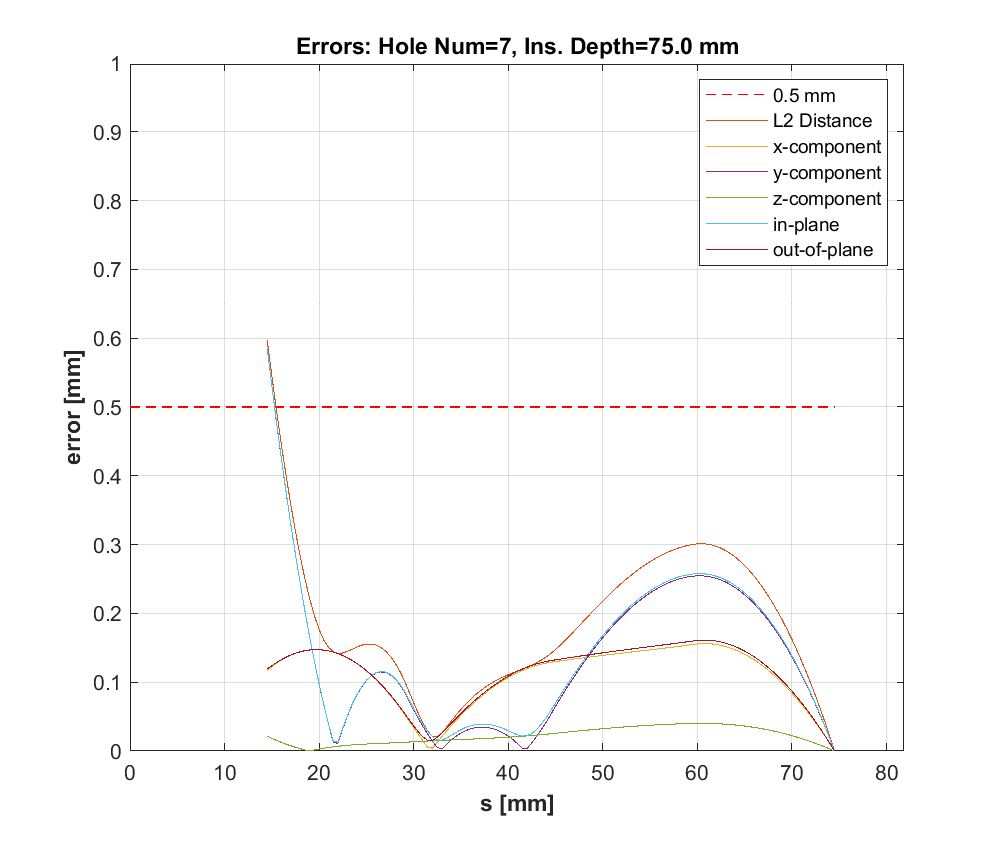 Errors: Hole Num=7, Ins. Depth=75.0 mm
1
0.9
0.8
0.7
0.6
0.5
0.4
0.3
0.2
0.1
0
error [mm]
0.5 mm
L2 Distance
x-component
y-component
z-component
in-plane
out-of-plane
0 10 20 30 40 50 60 70 80
s [mm]